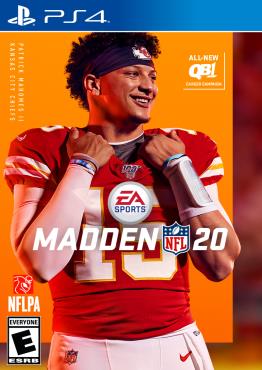 PS4
PATRICK MAHOMES II
KANSAS CITY CHIEFS
ALL-NEW
QB1
CAREER CAMPAIGN
15
EA
SPORTS
MADDEN NFL 20
NFLPA
EVERYONE
E
ESRB